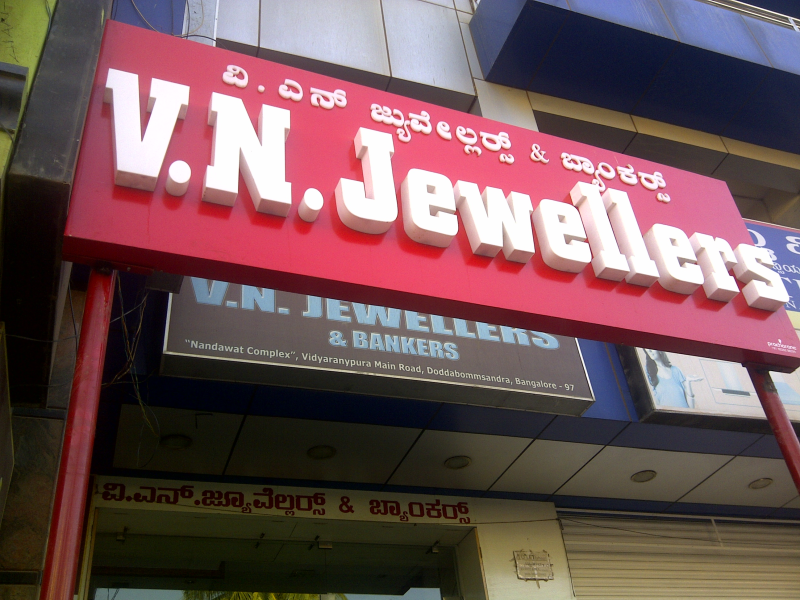 ವಿ. ಎನ್ ಜ್ಯುವೇಲ್ಲರ್ಸ್ & ಬ್ಯಾಂಕರ್ಸ್
V.N. Jewellers
V.N. JEWELLERS
& BANKERS
"Nandawat Complex", Vidyaranypura Main Road, Doddabommsandra, Bangalore - 97
ವಿ.ಎನ್.ಜ್ಯೂವೆಲ್ಲರ್ಸ್ & ಬ್ಯಾಂಕರ್ಸ್